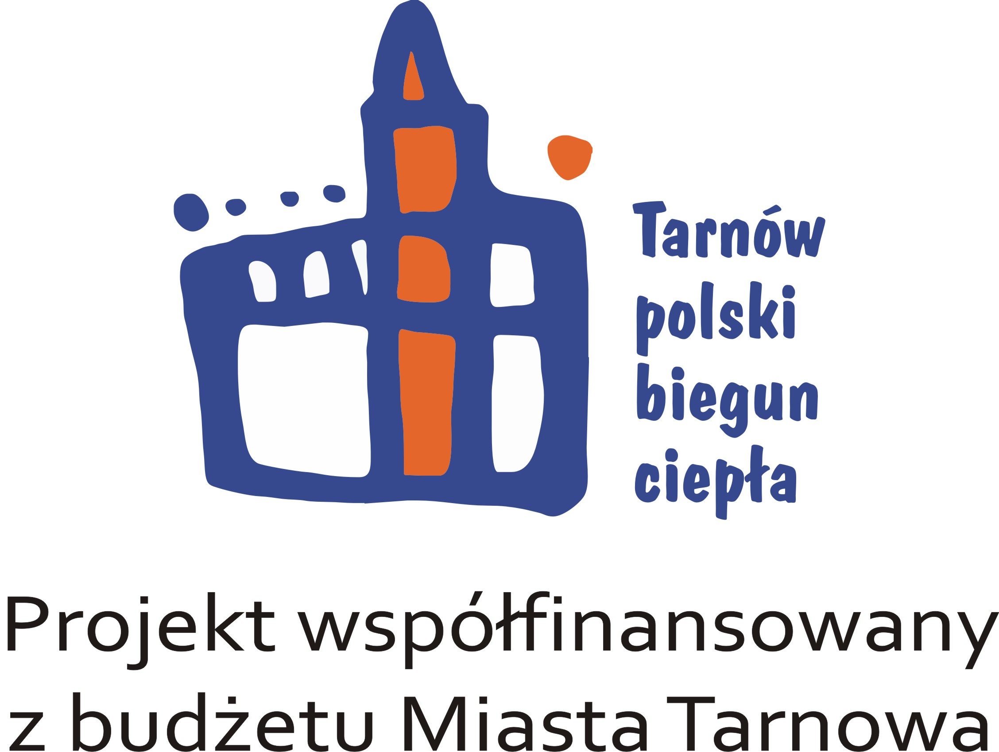 Tarnów
polski
biegun
ciepła
Projekt współfinansowany
z budżetu Miasta Tarnowa